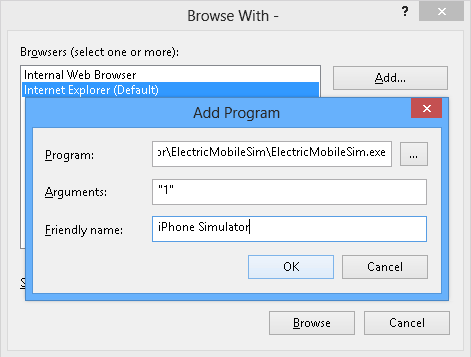 Browse With -
?
Browsers (select one or more):
Internal Web Browser
Internet Explorer (Default)
Add...
Add Program
Program:
or\ElectricMobileSim\ElectricMobileSim.exe
...
Arguments:
"1"
Friendly name:
iPhone Simulator
OK
Cancel
S
Browse
Cancel